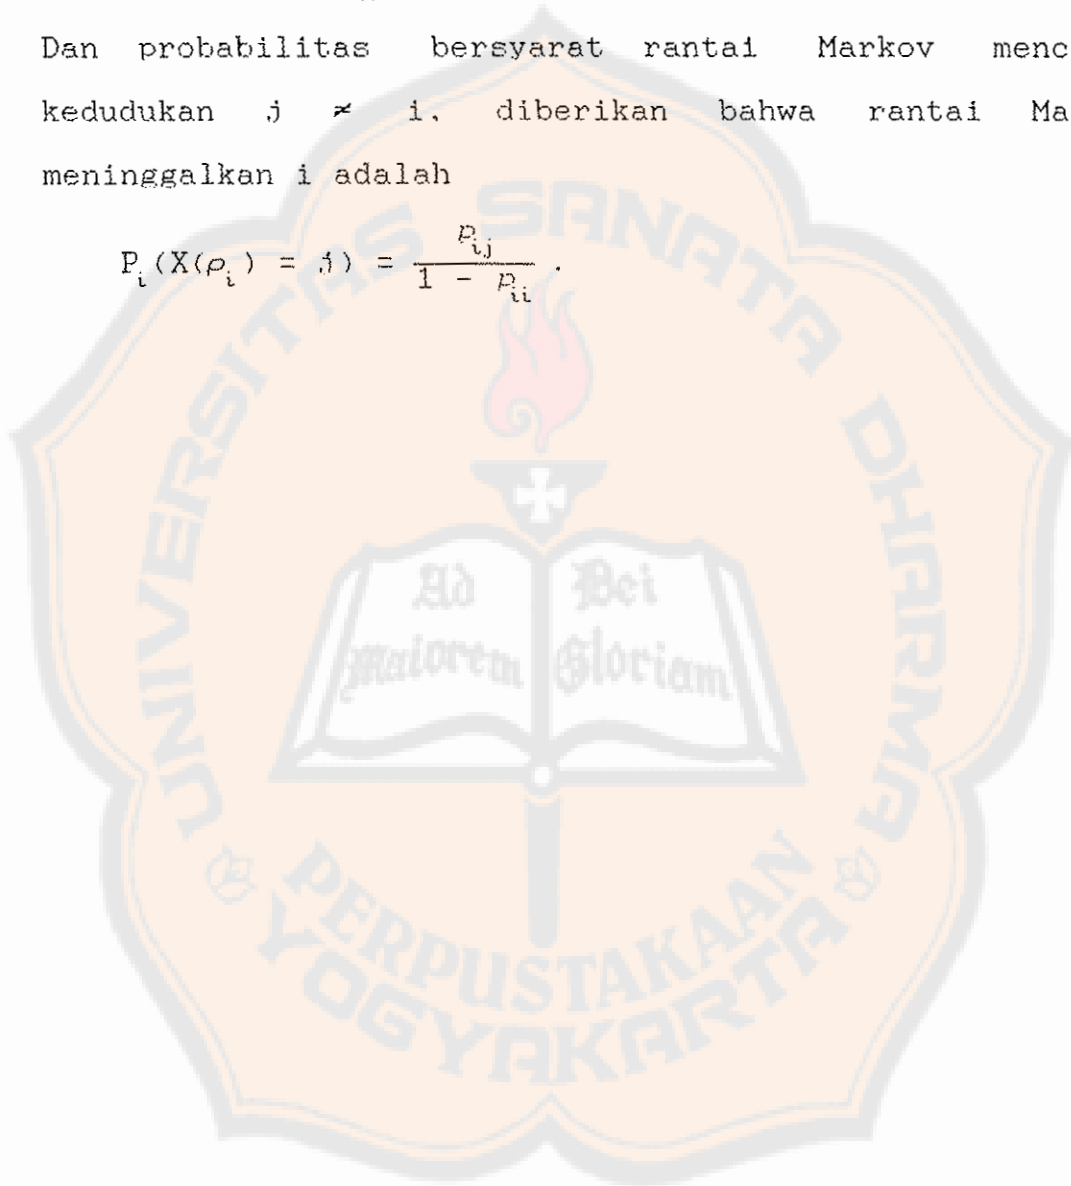 Dan probabilitas bersyarat rantai Markov menc
kedudukan j ≠ i, diberikan bahwa rantai Ma
meninggalkan i adalah
P_i (X(ρ_i) = j) = p_ij / (1 - p_ii) .
UNIVERSITAS SANATA DHARMA
Ad Dei
maiorem Gloriam
PERPUSTAKAAN
YOGYAKARTA